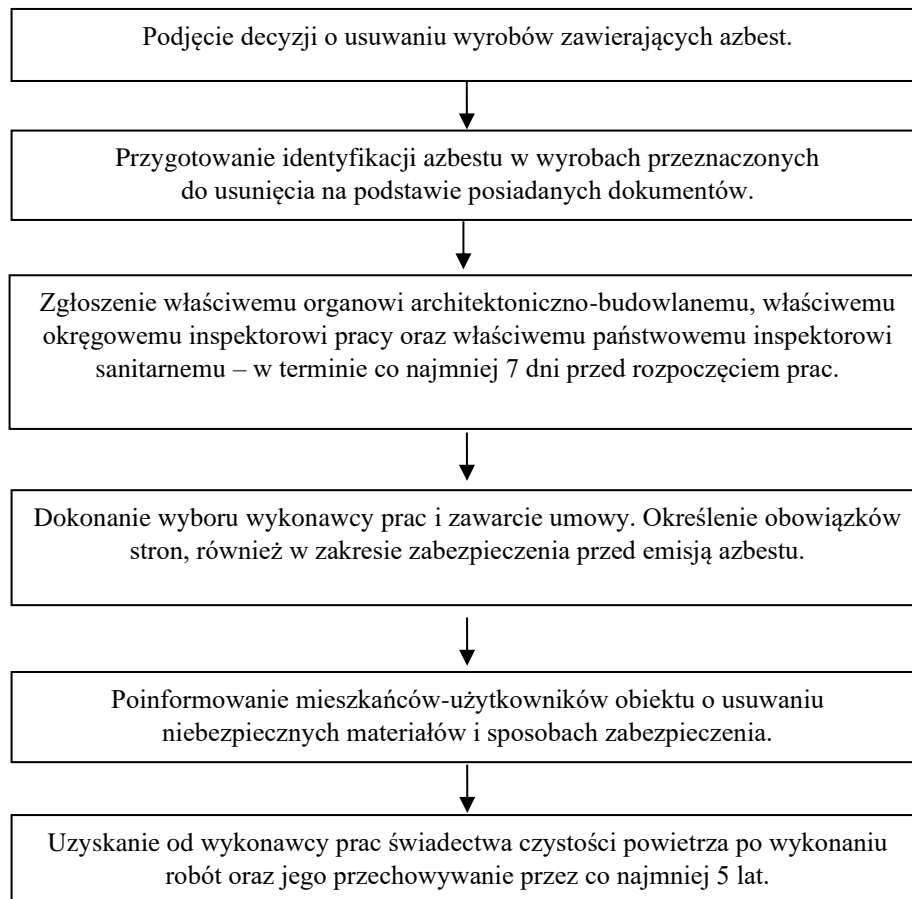 Podjęcie decyzji o usuwaniu wyrobów zawierających azbest.
Przygotowanie identyfikacji azbestu w wyrobach przeznaczonych
do usunięcia na podstawie posiadanych dokumentów.
Zgłoszenie właściwemu organowi architektoniczno-budowlanemu, właściwemu
okręgowemu inspektorowi pracy oraz właściwemu państwowemu inspektorowi
sanitarnemu – w terminie co najmniej 7 dni przed rozpoczęciem prac.
Dokonanie wyboru wykonawcy prac i zawarcie umowy. Określenie obowiązków
stron, również w zakresie zabezpieczenia przed emisją azbestu.
Poinformowanie mieszkańców-użytkowników obiektu o usuwaniu
niebezpiecznych materiałów i sposobach zabezpieczenia.
Uzyskanie od wykonawcy prac świadectwa czystości powietrza po wykonaniu
robót oraz jego przechowywanie przez co najmniej 5 lat.